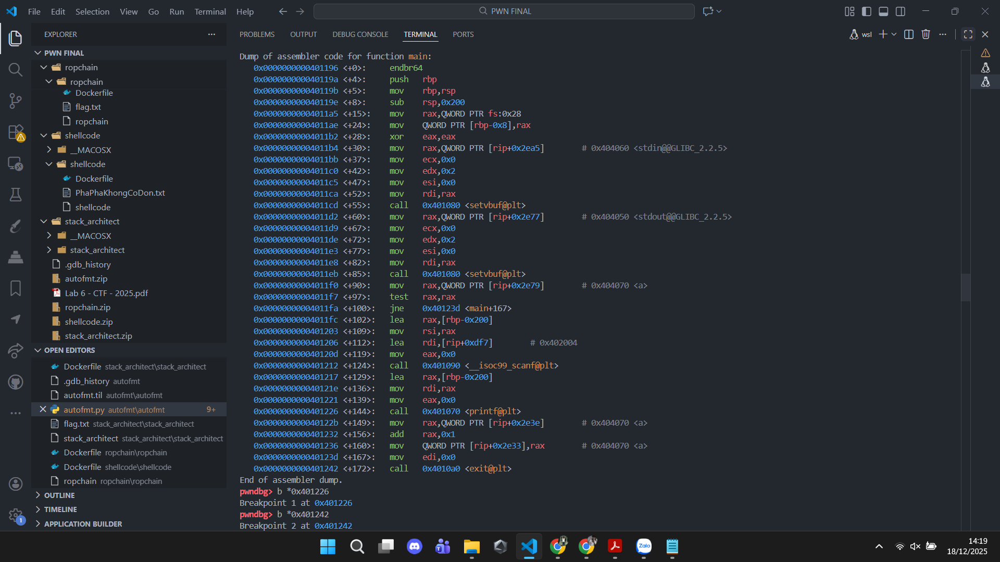 File Edit Selection View Go Run Terminal Help
PWN FINAL
EXPLORER
PWN FINAL
ropchain
ropchain
Dockerfile
flag.txt
ropchain
shellcode
__MACOSX
shellcode
Dockerfile
PhaPhaKhongCoDon.txt
shellcode
stack_architect
__MACOSX
stack_architect
.gdb_history
autofmt.zip
Lab 6 - CTF - 2025.pdf
ropchain.zip
shellcode.zip
stack_architect.zip
OPEN EDITORS
Dockerfile stack_architect\stack_architect
.gdb_history autofmt
autofmt.til autofmt\autofmt
autofmt.py autofmt\autofmt 9+
flag.txt stack_architect\stack_architect
stack_architect stack_architect\stack_architect
Dockerfile ropchain\ropchain
Dockerfile shellcode\shellcode
ropchain ropchain\ropchain
OUTLINE
TIMELINE
APPLICATION BUILDER
1
PROBLEMS OUTPUT DEBUG CONSOLE TERMINAL PORTS
wsl
Dump of assembler code for function main:
0x0000000000401196 <+0>: endbr64
0x000000000040119a <+4>: push rbp
0x000000000040119b <+5>: mov rbp,rsp
0x000000000040119e <+8>: sub rsp,0x200
0x00000000004011a5 <+15>: mov rax,QWORD PTR fs:0x28
0x00000000004011ae <+24>: mov QWORD PTR [rbp-0x8],rax
0x00000000004011b2 <+28>: xor eax,eax
0x00000000004011b4 <+30>: mov rax,QWORD PTR [rip+0x2ea5] # 0x404060 <stdin@@GLIBC_2.2.5>
0x00000000004011bb <+37>: mov ecx,0x0
0x00000000004011c0 <+42>: mov edx,0x2
0x00000000004011c5 <+47>: mov esi,0x0
0x00000000004011ca <+52>: mov rdi,rax
0x00000000004011cd <+55>: call 0x401080 <setvbuf@plt>
0x00000000004011d2 <+60>: mov rax,QWORD PTR [rip+0x2e77] # 0x404050 <stdout@@GLIBC_2.2.5>
0x00000000004011d9 <+67>: mov ecx,0x0
0x00000000004011de <+72>: mov edx,0x2
0x00000000004011e3 <+77>: mov esi,0x0
0x00000000004011e8 <+82>: mov rdi,rax
0x00000000004011eb <+85>: call 0x401080 <setvbuf@plt>
0x00000000004011f0 <+90>: mov rax,QWORD PTR [rip+0x2e79] # 0x404070 <a>
0x00000000004011f7 <+97>: test rax,rax
0x00000000004011fa <+100>: jne 0x40123d <main+167>
0x00000000004011fc <+102>: lea rax,[rbp-0x200]
0x0000000000401203 <+109>: mov rsi,rax
0x0000000000401206 <+112>: lea rdi,[rip+0xdf7] # 0x402004
0x000000000040120d <+119>: mov eax,0x0
0x0000000000401212 <+124>: call 0x401090 <__isoc99_scanf@plt>
0x0000000000401217 <+129>: lea rax,[rbp-0x200]
0x000000000040121e <+136>: mov rdi,rax
0x0000000000401221 <+139>: mov eax,0x0
0x0000000000401226 <+144>: call 0x401070 <printf@plt>
0x000000000040122b <+149>: mov rax,QWORD PTR [rip+0x2e3e] # 0x404070 <a>
0x0000000000401232 <+156>: add rax,0x1
0x0000000000401236 <+160>: mov QWORD PTR [rip+0x2e33],rax # 0x404070 <a>
0x000000000040123d <+167>: mov edi,0x0
0x0000000000401242 <+172>: call 0x4010a0 <exit@plt>
End of assembler dump.
pwndbg> b *0x401226
Breakpoint 1 at 0x401226
pwndbg> b *0x401242
Breakpoint 2 at 0x401242
Zalo
14:19
18/12/2025